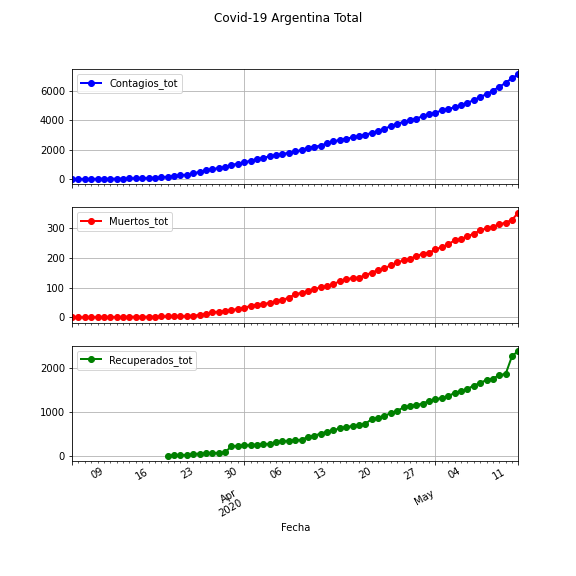 Covid-19 Argentina Total
Contagios_tot
6000
4000
2000
0
Muertos_tot
300
200
100
0
Recuperados_tot
2000
1000
0
09 16 23 30 06 13 20 27 04 11
Apr May
2020
Fecha